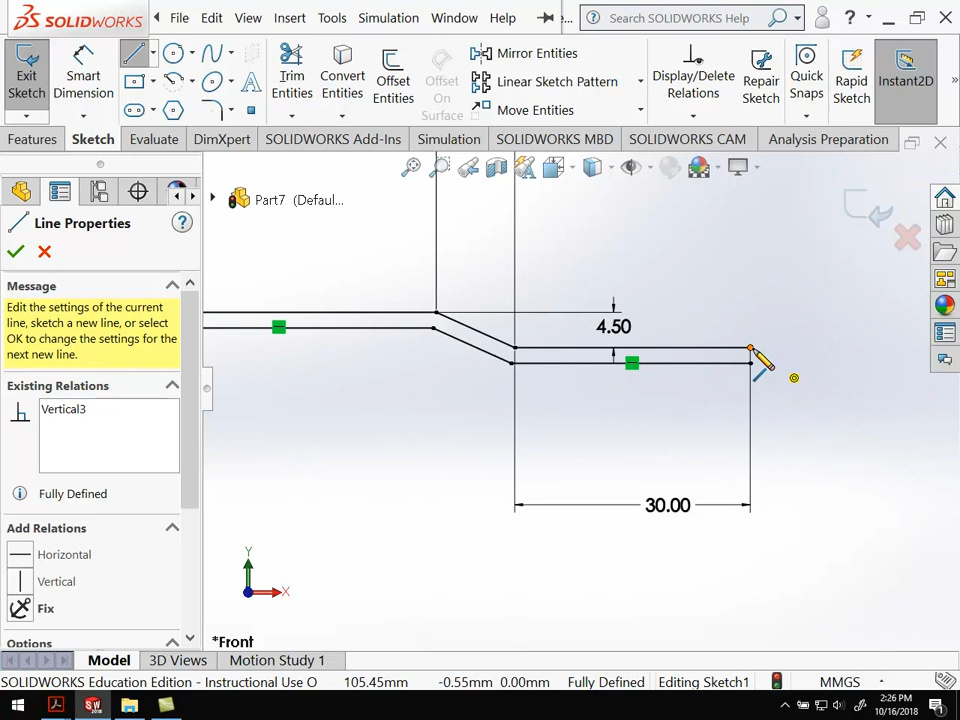 SOLIDWORKS File Edit View Insert Tools Simulation Window Help e... Search SOLIDWORKS Help ?
Exit Sketch
Smart Dimension
Trim Entities
Convert Entities
Offset Entities
Offset On Surface
Mirror Entities
Linear Sketch Pattern
Move Entities
Display/Delete Relations
Repair Sketch
Quick Snaps
Rapid Sketch
Instant2D
Features Sketch Evaluate DimXpert SOLIDWORKS Add-Ins Simulation SOLIDWORKS MBD SOLIDWORKS CAM Analysis Preparation
Line Properties ?
Part7 (Defaul...
Message
Edit the settings of the current
line, sketch a new line, or select
OK to change the settings for the
next new line.
Existing Relations
Vertical3
Fully Defined
Add Relations
Horizontal
Vertical
Fix
Options
4.50
30.00
Y
X
*Front
Model 3D Views Motion Study 1
SOLIDWORKS Education Edition - Instructional Use O 105.45mm -0.55mm 0.00mm Fully Defined Editing Sketch1 MMGS
2:26 PM
10/16/2018